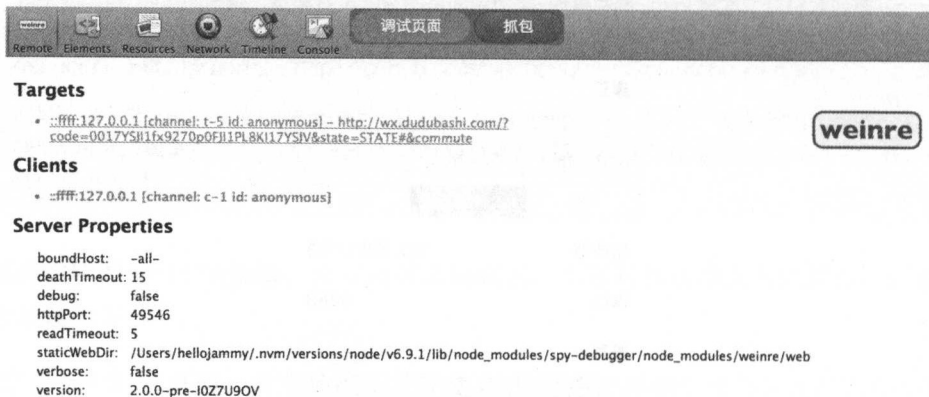 weinre
调试页面 抓包
Remote Elements Resources Network Timeline Console
Targets
• ::ffff:127.0.0.1 [channel: t-5 id: anonymous] – http://wx.dudubashi.com/?
code=0017YSJI1fx9270p0FJI1PL8KI17YSJV&state=STATE#&commute
weinre
Clients
• ::ffff:127.0.0.1 [channel: c-1 id: anonymous]
Server Properties
boundHost: -all-
deathTimeout: 15
debug: false
httpPort: 49546
readTimeout: 5
staticWebDir: /Users/hellojammy/.nvm/versions/node/v6.9.1/lib/node_modules/spy-debugger/node_modules/weinre/web
verbose: false
version: 2.0.0-pre-I0Z7U9OV